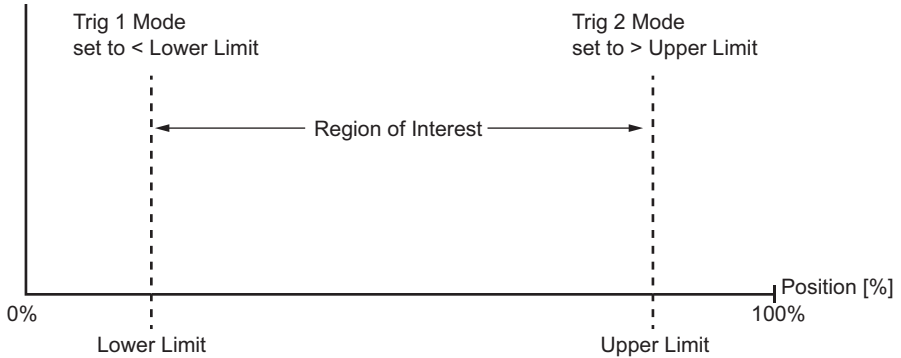 Trig 1 Mode
set to < Lower Limit
Trig 2 Mode
set to > Upper Limit
Region of Interest
Position [%]
0%
100%
Lower Limit
Upper Limit